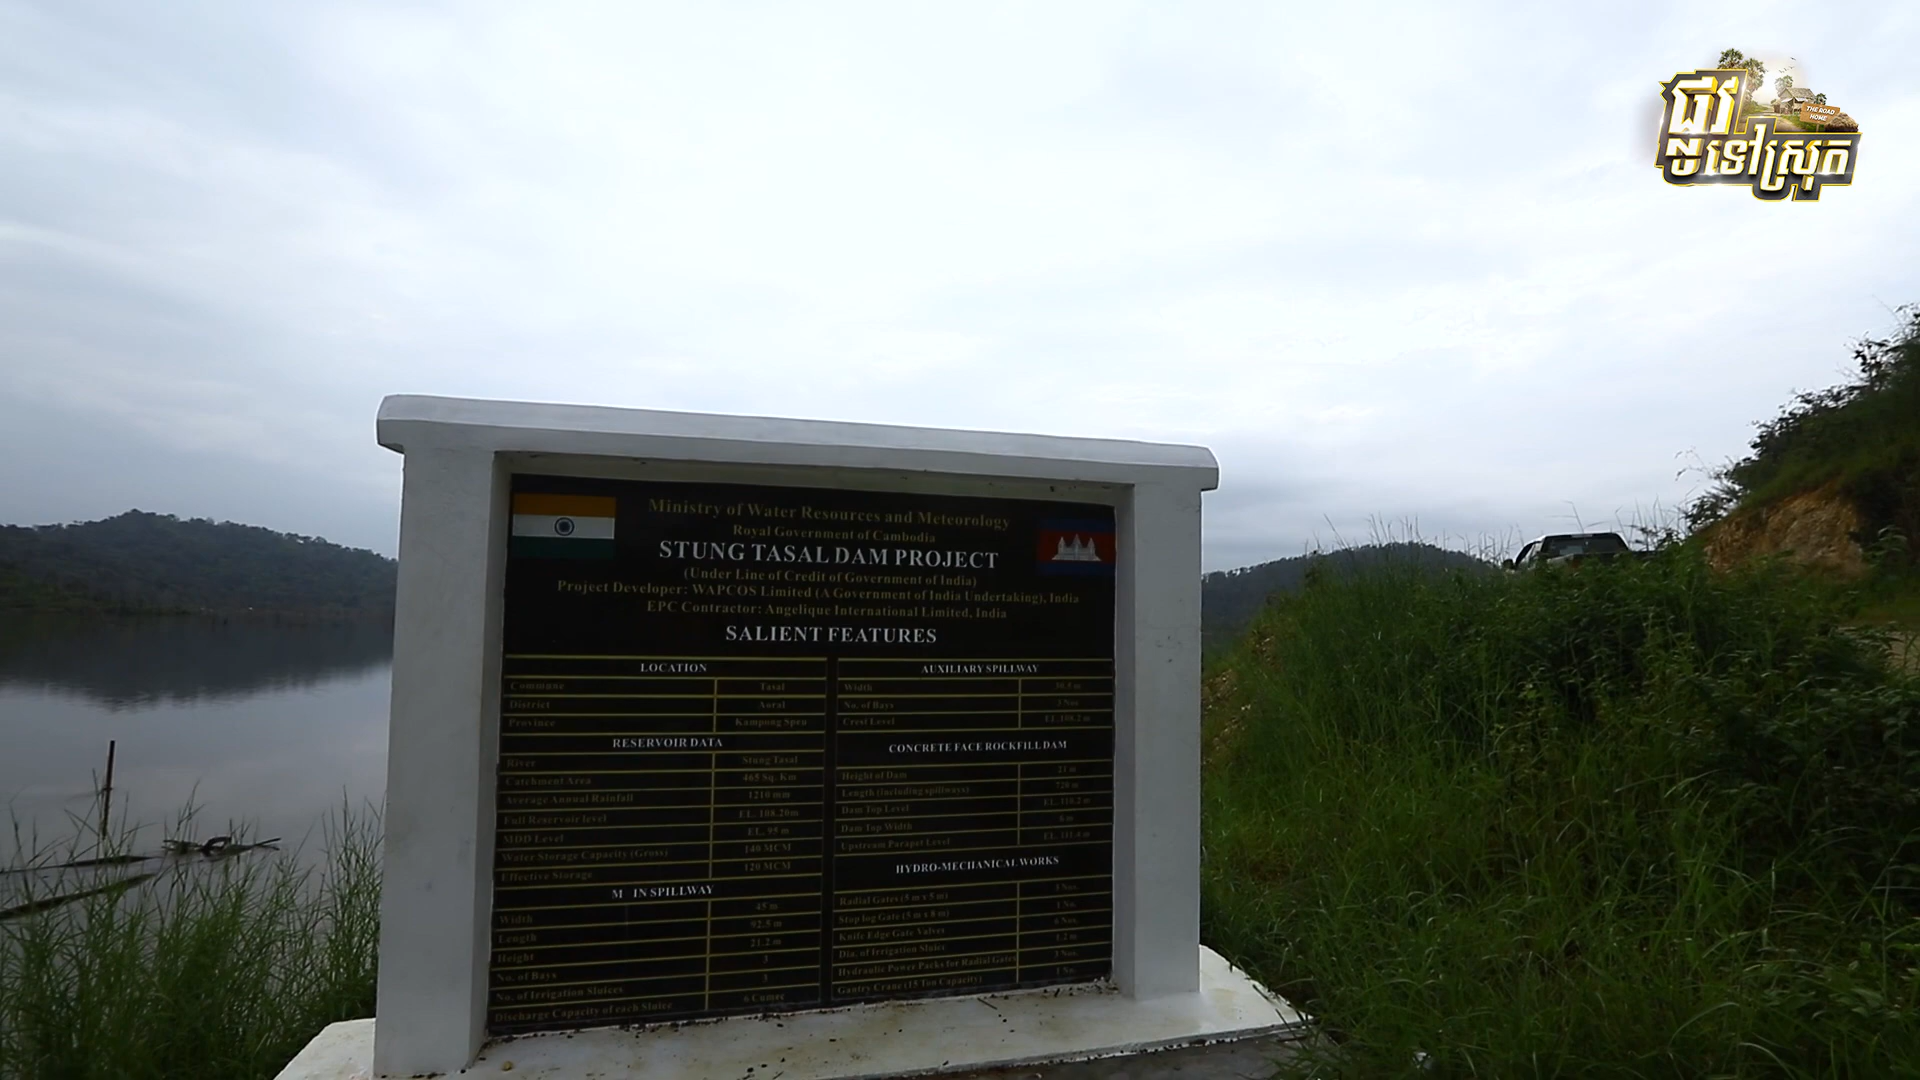 ផ្លូវ
ទៅស្រុក
THE ROAD
HOME
Ministry of Water Resources and Meteorology
Royal Government of Cambodia
STUNG TASAL DAM PROJECT
(Under Line of Credit of Government of India)
Project Developer: WAPCOS Limited (A Government of India Undertaking), India
EPC Contractor: Angelique International Limited, India
SALIENT FEATURES
LOCATION
Commune Tasal
District Aoral
Province Kampong Speu
RESERVOIR DATA
River Stung Tasal
Catchment Area 465 Sq. Km
Average Annual Rainfall 1210 mm
Full Reservoir level EL. 108.20m
MDD Level EL. 95 m
Water Storage Capacity (Gross) 140 MCM
Effective Storage 120 MCM
M IN SPILLWAY
Width 45 m
Length 92.5 m
Height 21.2 m
No. of Bays 3
No. of Irrigation Sluices 3
Discharge Capacity of each Sluice 6 Cumec
AUXILIARY SPILLWAY
Width
No. of Bays 3 Nos
Crest Level EL.108.2 m
CONCRETE FACE ROCKFILL DAM
Height of Dam 21 m
Length (including spillways) 720 m
Dam Top Level
Dam Top Width 6 m
Upstream Parapet Level
HYDRO-MECHANICAL WORKS
Radial Gates (5 m x 5 m) 3 Nos.
Stop log Gate (5 m x 8 m) 1 No.
Knife Edge Gate Valves 6 Nos.
Dia. of Irrigation Sluice 1.2 m
Hydraulic Power Packs for Radial Gates 3 Nos.
Gantry Crane (15 Ton Capacity) 1 No.